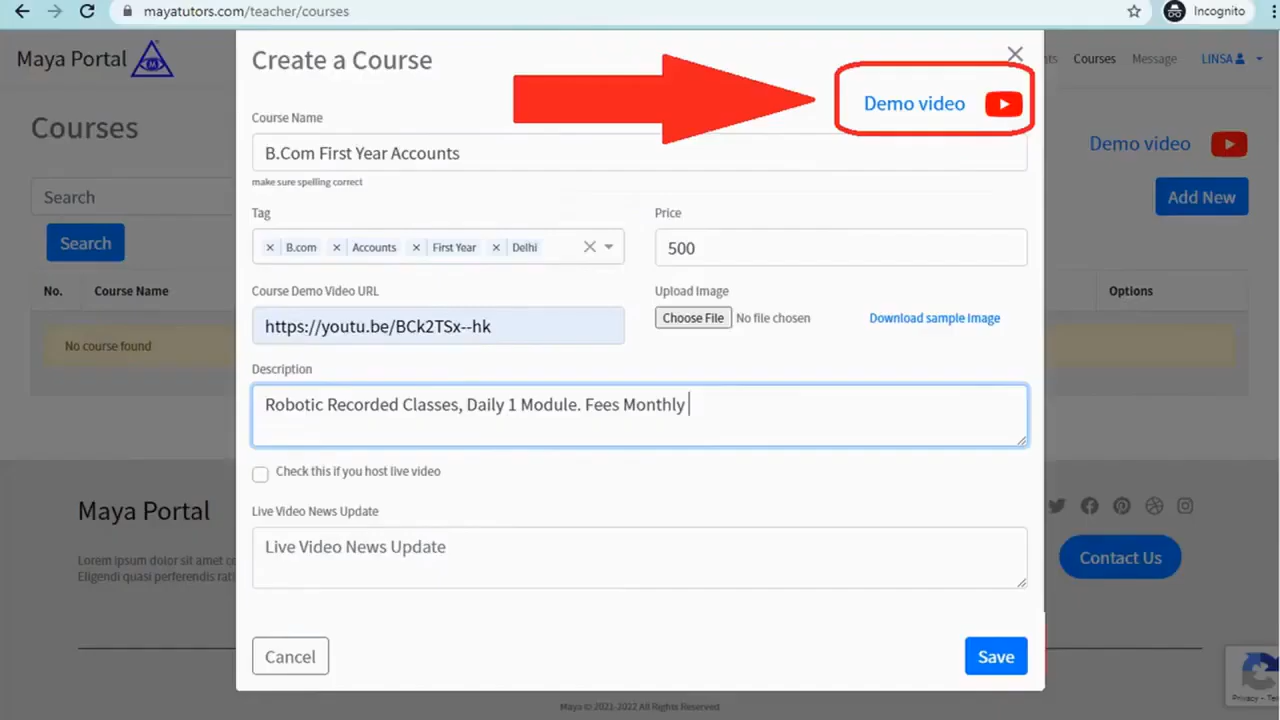 mayatutors.com/teacher/courses
Incognito
Maya Portal
Create a Course
nts
Courses
Message
LINSA
Courses
Course Name
Demo video
B.Com First Year Accounts
make sure spelling correct
Demo video
Search
Add New
Tag
Price
× B.com × Accounts × First Year × Delhi
500
Search
No.
Course Name
Course Demo Video URL
Upload Image
Options
https://youtu.be/BCk2TSx--hk
Choose File No file chosen
Download sample Image
No course found
Description
Robotic Recorded Classes, Daily 1 Module. Fees Monthly
Check this if you host live video
Maya Portal
Live Video News Update
Live Video News Update
Lorem ipsum dolor sit amet co
Eligendi quasi perferendis rati
Contact Us
Cancel
Save
Privacy - Te
Maya © 2021-2022 All Rights Reserved